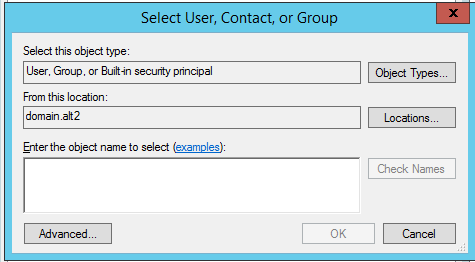 Select User, Contact, or Group
x
Select this object type:
User, Group, or Built-in security principal
Object Types...
From this location:
domain.alt2
Locations...
Enter the object name to select (examples):
Check Names
Advanced...
OK
Cancel